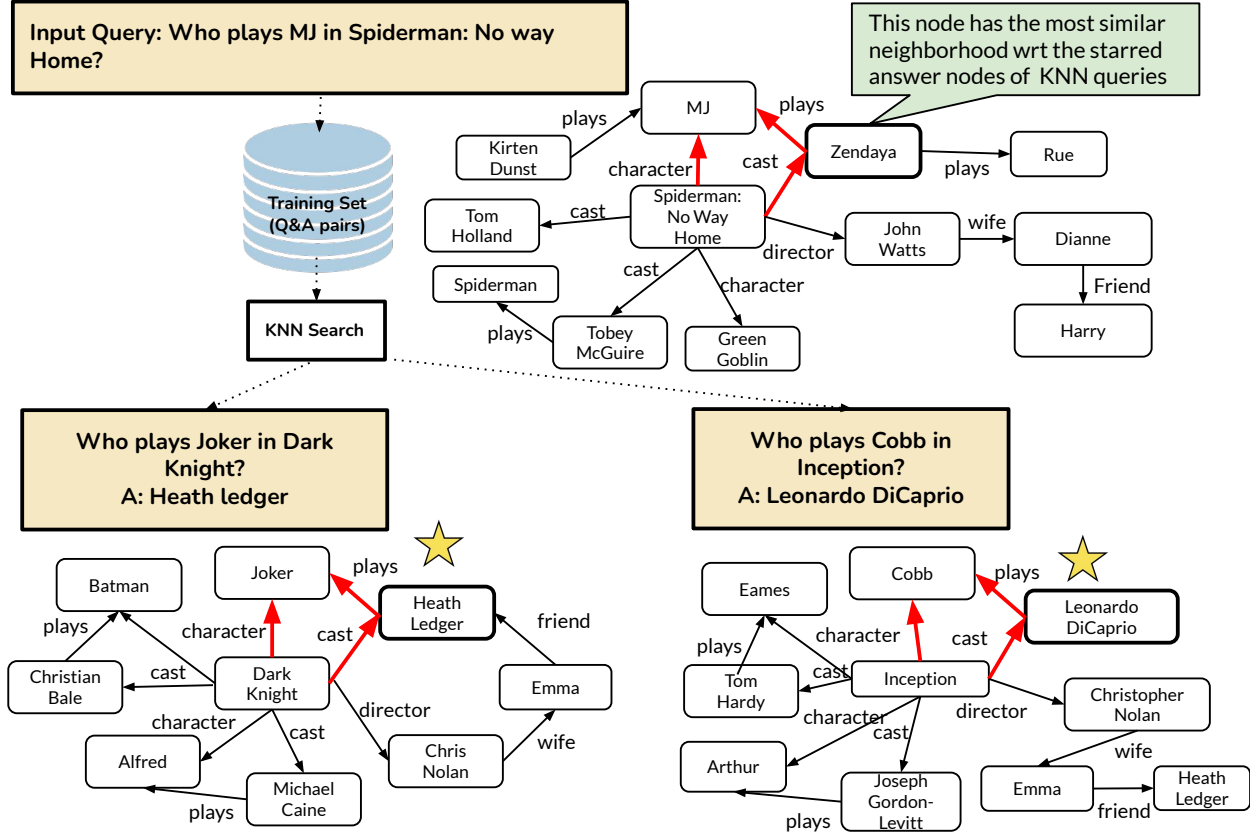 Input Query: Who plays MJ in Spiderman: No way
Home?
This node has the most similar
neighborhood wrt the starred
answer nodes of KNN queries
Training Set
(Q&A pairs)
KNN Search
MJ
plays
plays
Kirten
Dunst
character
cast
Zendaya
plays
Rue
Tom
Holland
cast
Spiderman:
No Way
Home
director
John
Watts
wife
Dianne
Friend
Harry
cast
character
Spiderman
plays
Tobey
McGuire
Green
Goblin
Who plays Joker in Dark
Knight?
A: Heath ledger
Who plays Cobb in
Inception?
A: Leonardo DiCaprio
Batman
Joker
plays
Heath
Ledger
friend
plays
character
cast
Christian
Bale
cast
Dark
Knight
Emma
character
cast
director
wife
Alfred
Chris
Nolan
plays
Michael
Caine
Eames
Cobb
plays
Leonardo
DiCaprio
plays
character
cast
Tom
Hardy
cast
Inception
Christopher
Nolan
character
cast
director
wife
Arthur
plays
Joseph
Gordon-
Levitt
Emma
friend
Heath
Ledger